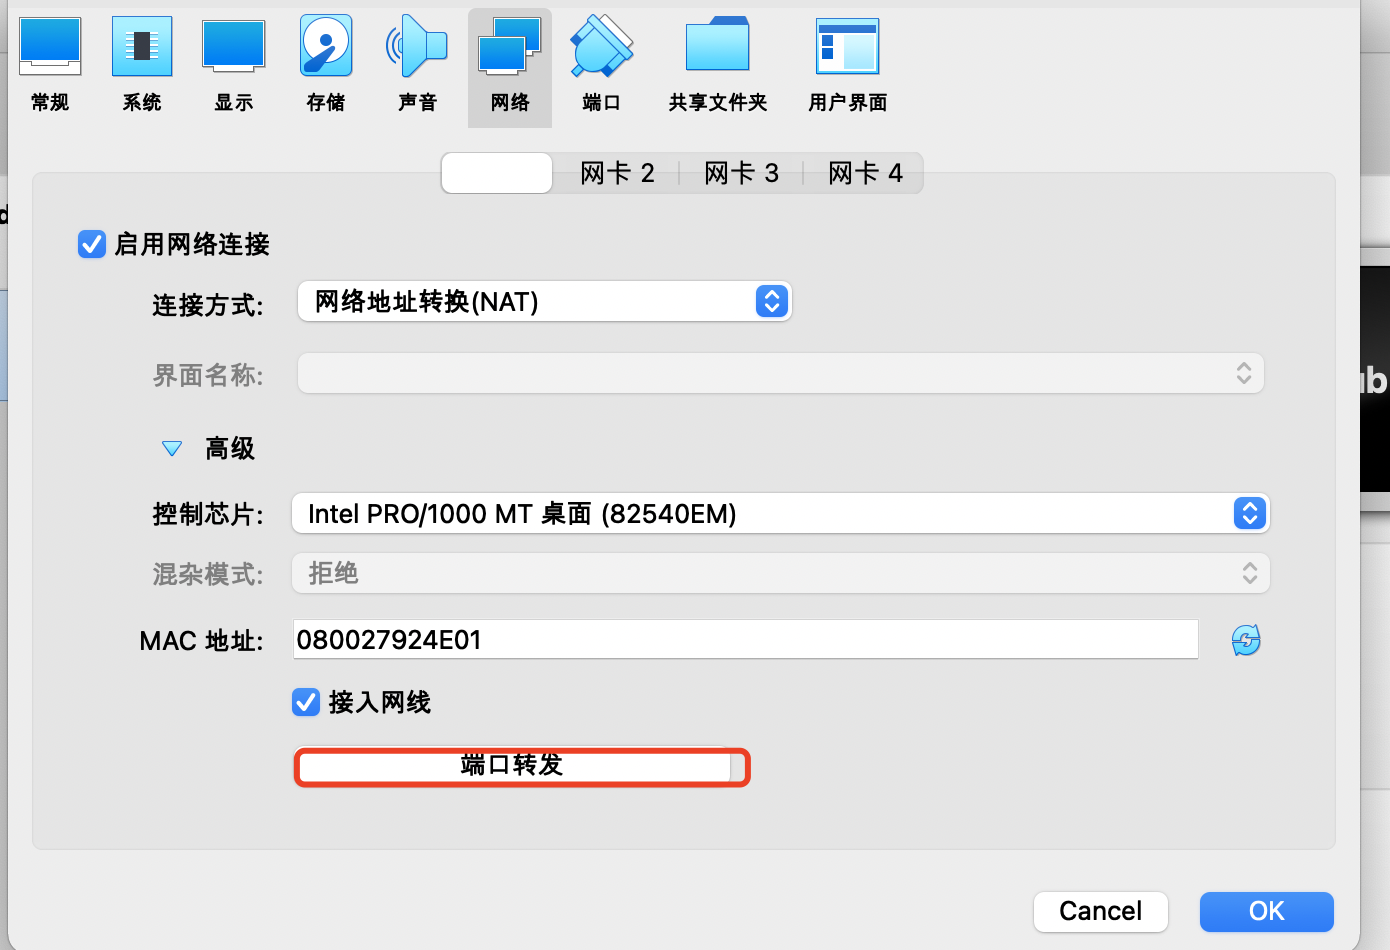 常规 系统 显示 存储 声音 网络 端口 共享文件夹 用户界面
网卡 2 网卡 3 网卡 4
启用网络连接
连接方式: 网络地址转换(NAT)
界面名称:
高级
控制芯片: Intel PRO/1000 MT 桌面 (82540EM)
混杂模式: 拒绝
MAC 地址: 080027924E01
接入网线
端口转发
Cancel OK